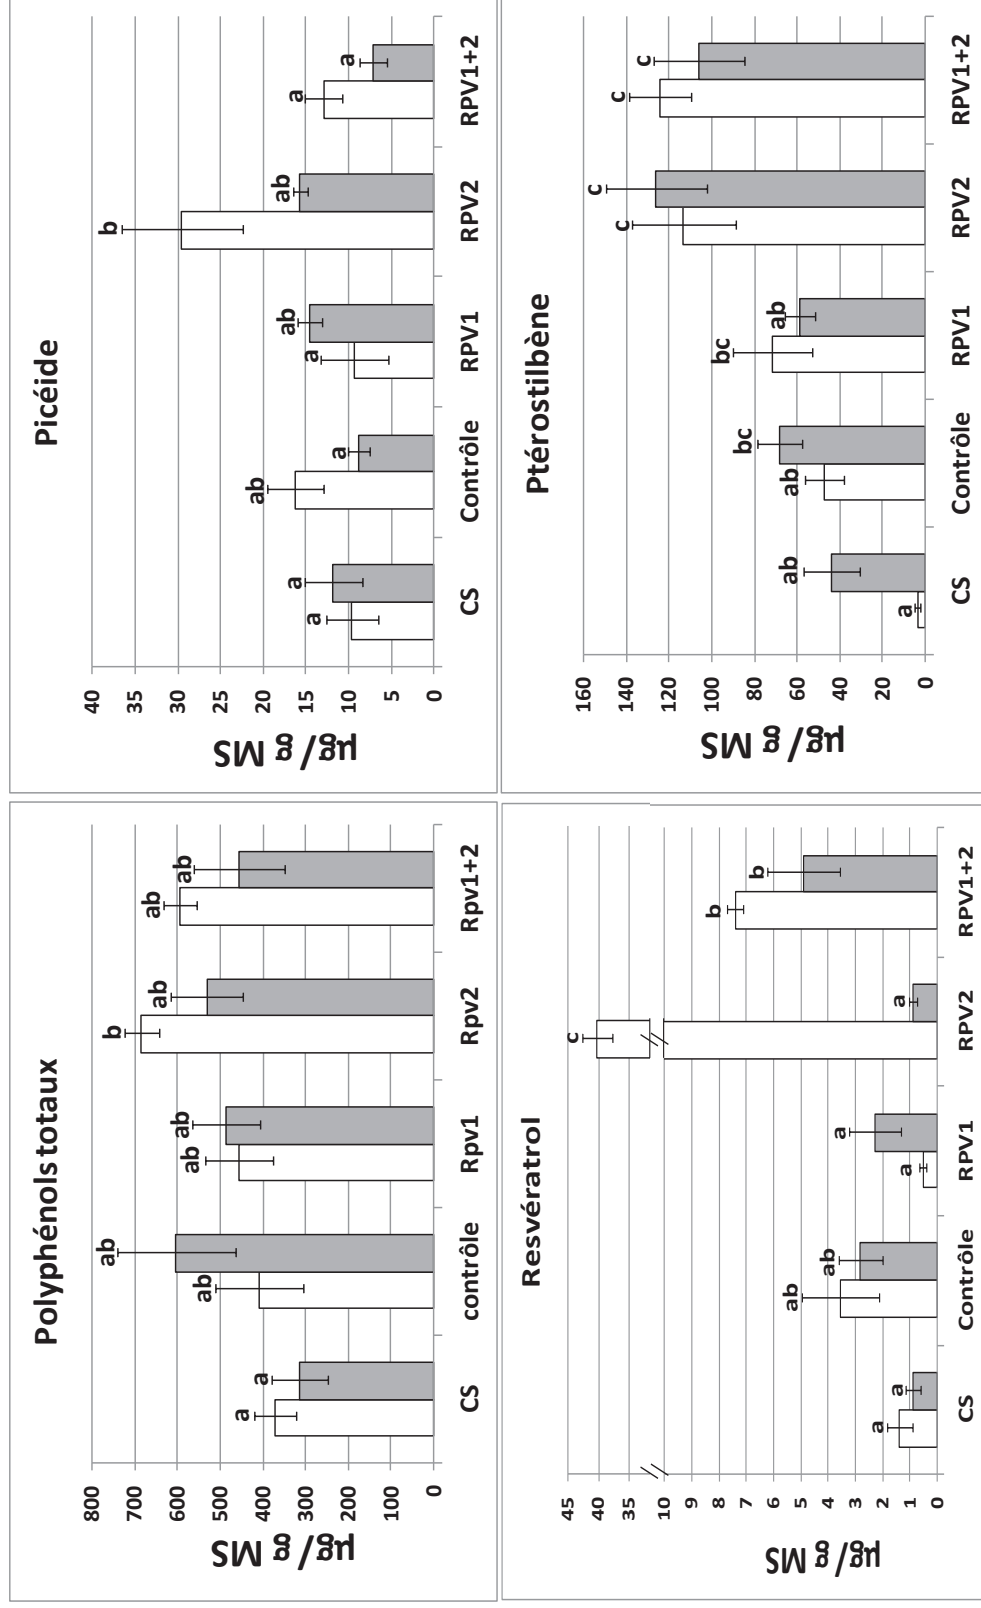 Polyphénols totaux
µg/g MS
800
700
600
500
400
300
200
100
0
a a ab ab ab ab b ab ab ab
CS contrôle Rpv1 Rpv2 Rpv1+2
Picéide
µg/g MS
40
35
30
25
20
15
10
5
0
a a ab a a ab b ab a a
CS Contrôle RPV1 RPV2 RPV1+2
Resvératrol
µg/g MS
45
40
35
10
9
8
7
6
5
4
3
2
1
0
a a ab ab a a c a b b
CS Contrôle RPV1 RPV2 RPV1+2
Ptérostilbène
µg/g MS
160
140
120
100
80
60
40
20
0
a ab ab bc bc ab c c c c
CS Contrôle RPV1 RPV2 RPV1+2